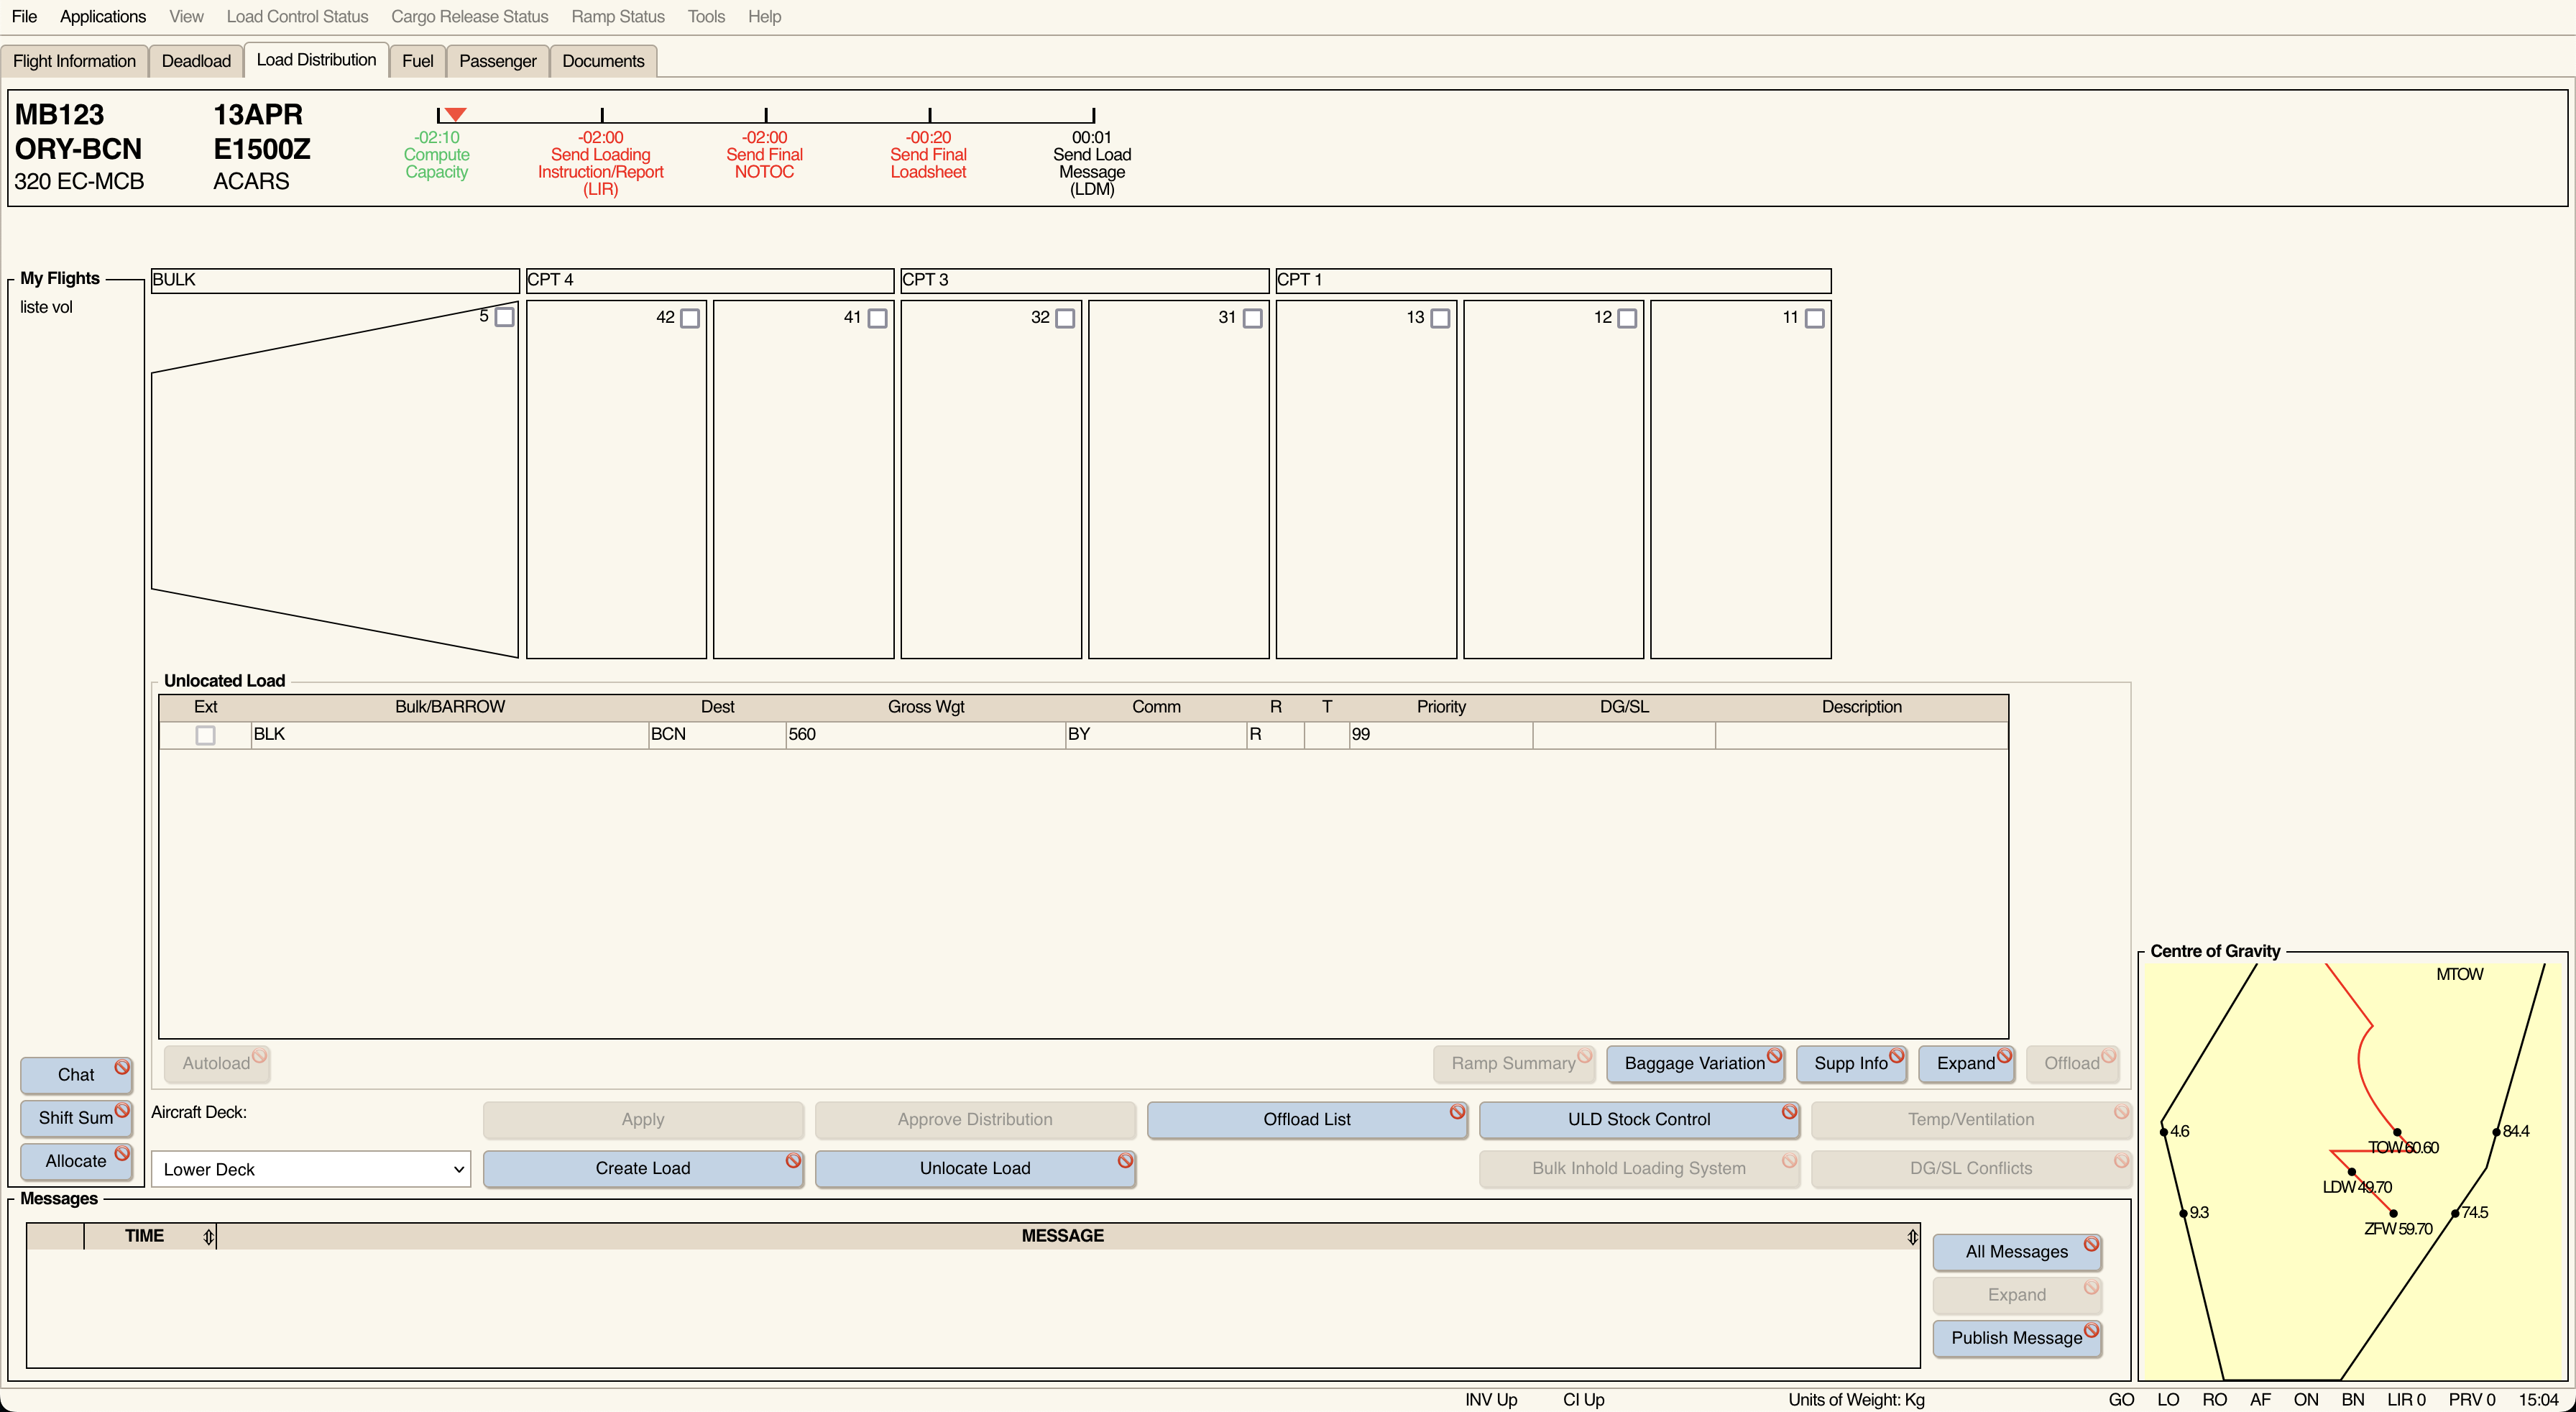 File Applications View Load Control Status Cargo Release Status Ramp Status Tools Help
Flight Information Deadload Load Distribution Fuel Passenger Documents
MB123 13APR
ORY-BCN E1500Z
320 EC-MCB ACARS
-02:10 -02:00 -02:00 -00:20 00:01
Compute Send Loading Send Final Send Final Send Load
Capacity Instruction/Report NOTOC Loadsheet Message
(LIR) (LDM)
My Flights
liste vol
BULK CPT 4 CPT 3 CPT 1
5 42 41 32 31 13 12 11
Unlocated Load
Ext Bulk/BARROW Dest Gross Wgt Comm R T Priority DG/SL Description
BLK BCN 560 BY R 99
Autoload Ramp Summary Baggage Variation Supp Info Expand Offload
Chat
Shift Sum
Allocate
Aircraft Deck: Apply Approve Distribution Offload List ULD Stock Control Temp/Ventilation
Lower Deck Create Load Unlocate Load Bulk Inhold Loading System DG/SL Conflicts
Centre of Gravity
MTOW
4.6 84.4
TOW 60.60
LDW 49.70
9.3 74.5
ZFW 59.70
Messages
TIME MESSAGE
All Messages
Expand
Publish Message
INV Up CI Up Units of Weight: Kg GO LO RO AF ON BN LIR 0 PRV 0 15:04